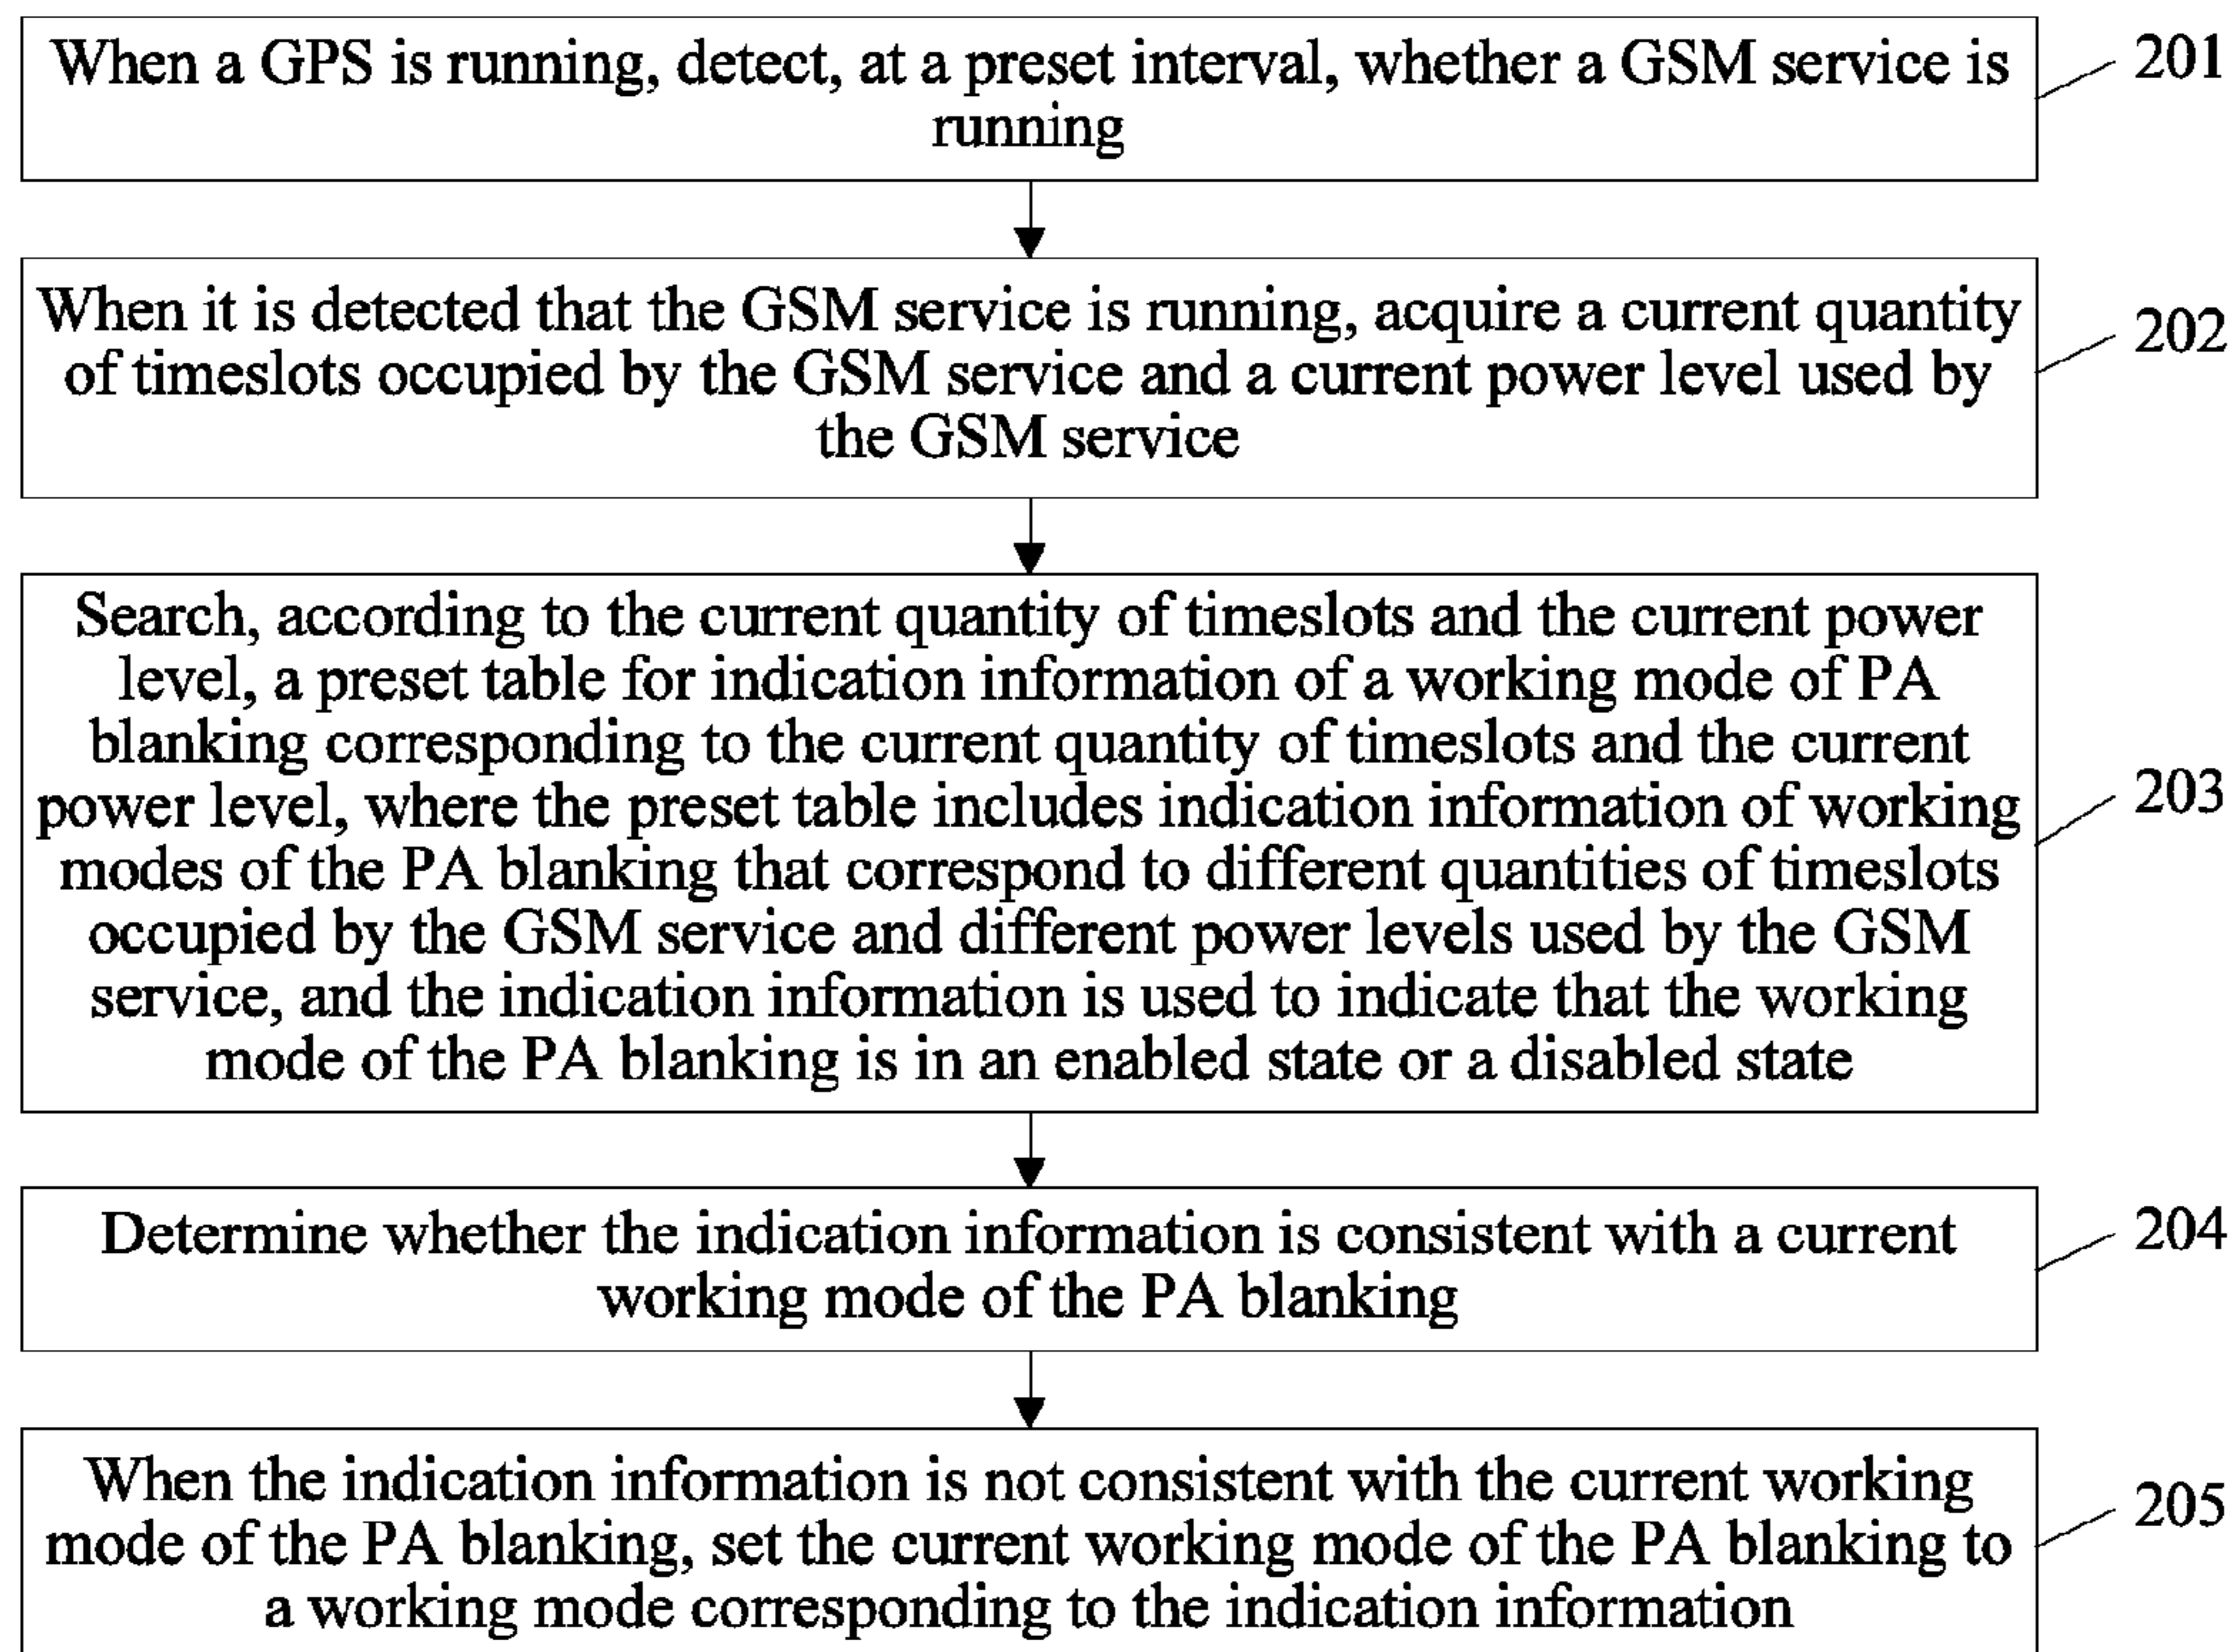 When a GPS is running, detect, at a preset interval, whether a GSM service is
running
201
When it is detected that the GSM service is running, acquire a current quantity
of timeslots occupied by the GSM service and a current power level used by
the GSM service
202
Search, according to the current quantity of timeslots and the current power
level, a preset table for indication information of a working mode of PA
blanking corresponding to the current quantity of timeslots and the current
power level, where the preset table includes indication information of working
modes of the PA blanking that correspond to different quantities of timeslots
occupied by the GSM service and different power levels used by the GSM
service, and the indication information is used to indicate that the working
mode of the PA blanking is in an enabled state or a disabled state
203
Determine whether the indication information is consistent with a current
working mode of the PA blanking
204
When the indication information is not consistent with the current working
mode of the PA blanking, set the current working mode of the PA blanking to
a working mode corresponding to the indication information
205